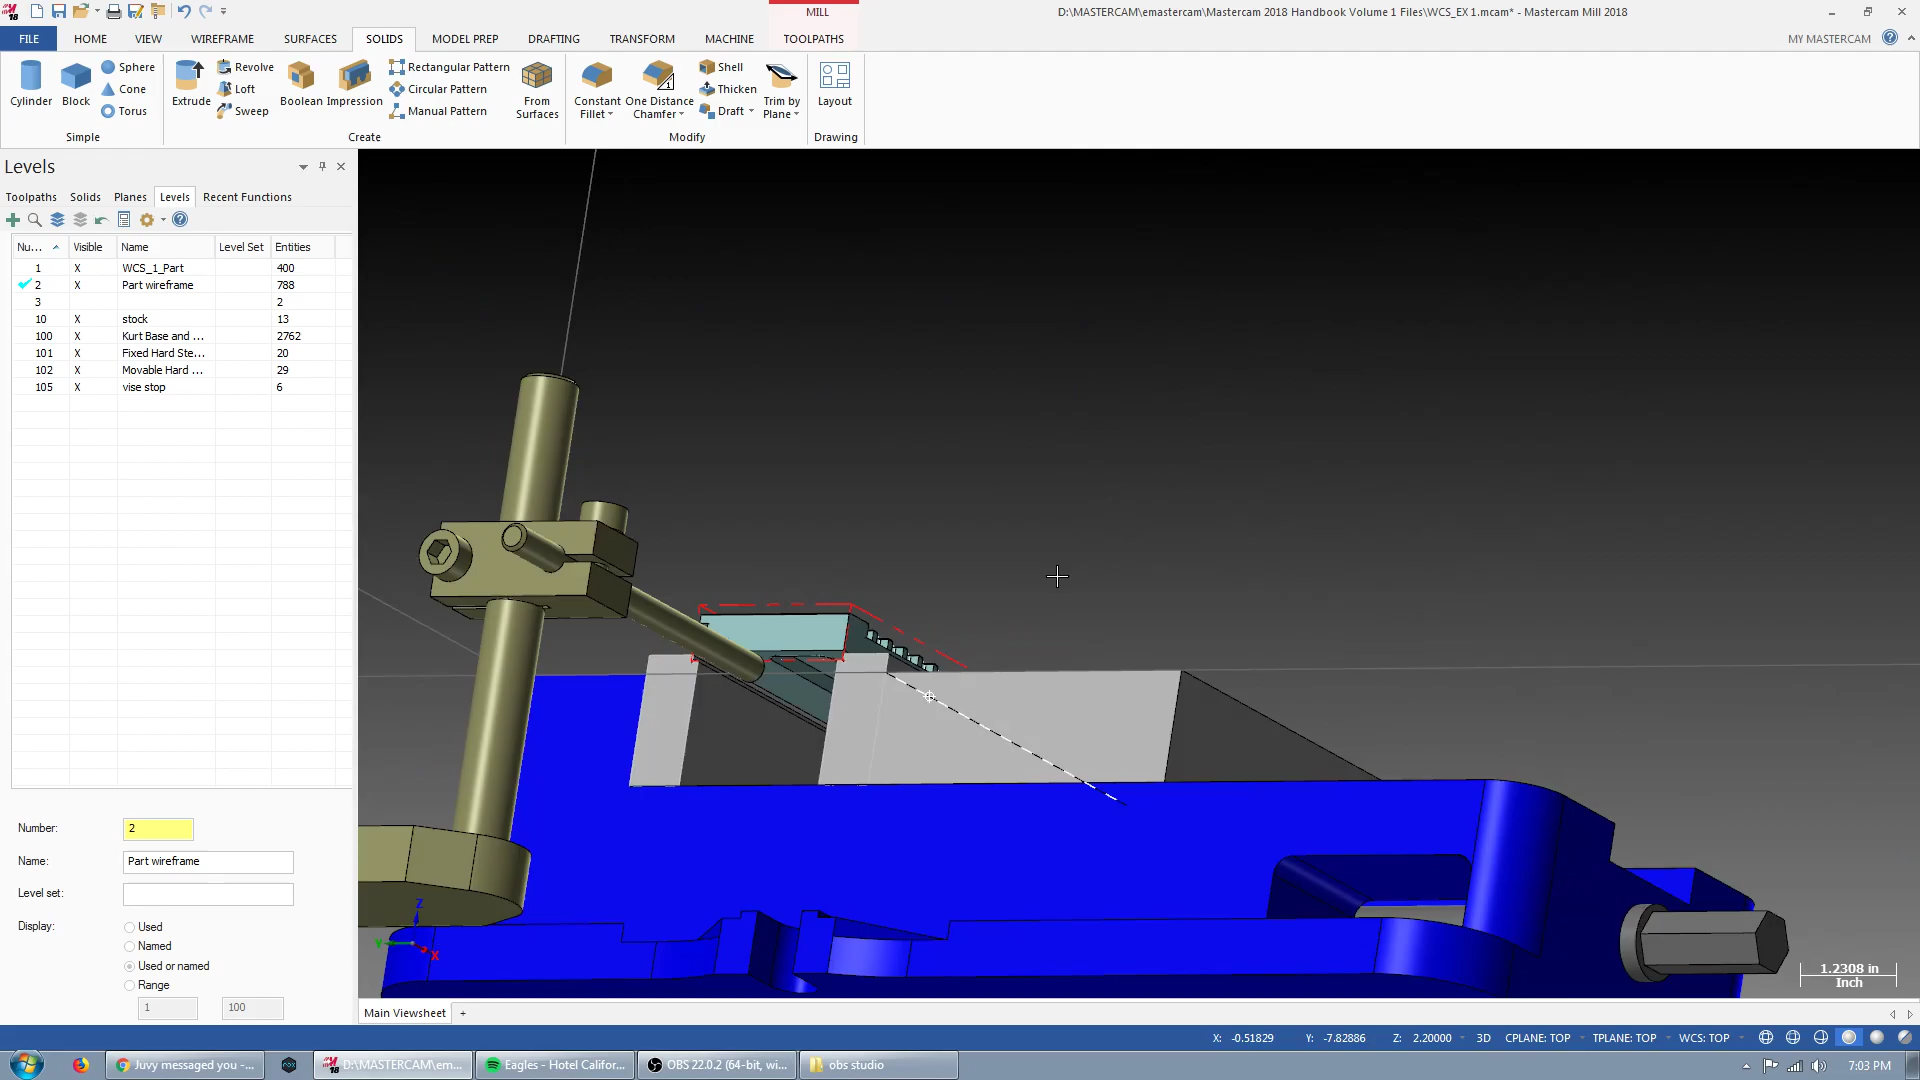 MILL
D:\MASTERCAM\emastercam\Mastercam 2018 Handbook Volume 1 Files\WCS_EX 1.mcam* - Mastercam Mill 2018
FILE HOME VIEW WIREFRAME SURFACES SOLIDS MODEL PREP DRAFTING TRANSFORM MACHINE TOOLPATHS MY MASTERCAM
Cylinder
Block
Sphere
Cone
Torus
Simple
Extrude
Revolve
Loft
Sweep
Boolean
Impression
Rectangular Pattern
Circular Pattern
Manual Pattern
From
Surfaces
Create
Constant
Fillet
One Distance
Chamfer
Shell
Thicken
Draft
Trim by
Plane
Modify
Layout
Drawing
Levels
Toolpaths Solids Planes Levels Recent Functions
Nu... Visible Name Level Set Entities
1 X WCS_1_Part 400
2 X Part wireframe 788
3 2
10 X stock 13
100 X Kurt Base and ... 2762
101 X Fixed Hard Ste... 20
102 X Movable Hard ... 29
105 X vise stop 6
Number: 2
Name: Part wireframe
Level set:
Display: Used
Named
Used or named
Range
1 100
Z
Y
X
1.2308 in
Inch
Main Viewsheet +
X: -0.51829 Y: -7.82886 Z: 2.20000 3D CPLANE: TOP TPLANE: TOP WCS: TOP
Juvy messaged you -...
D:\MASTERCAM\em...
Eagles - Hotel Califor...
OBS 22.0.2 (64-bit, wi...
obs studio
7:03 PM